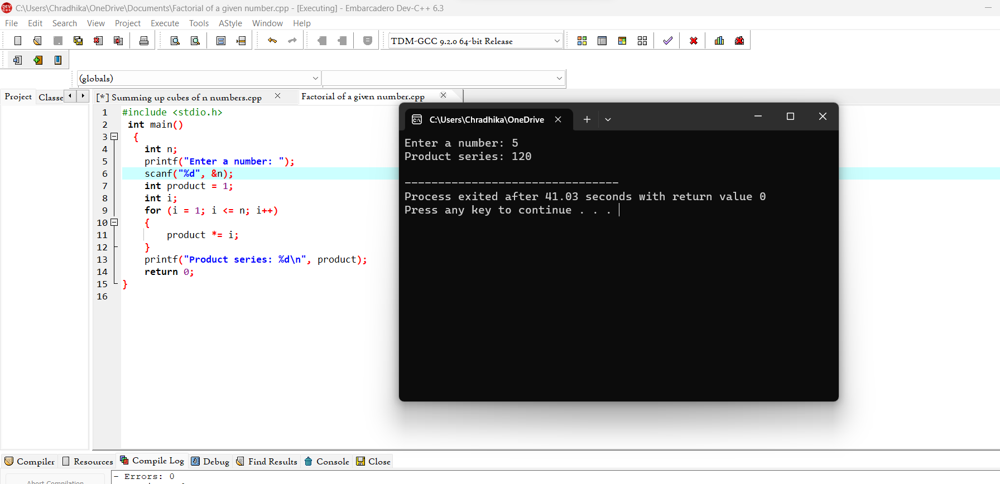 C:\Users\Chradhika\OneDrive\Documents\Factorial of a given number.cpp - [Executing] - Embarcadero Dev-C++ 6.3
File Edit Search View Project Execute Tools AStyle Window Help
TDM-GCC 9.2.0 64-bit Release
(globals)
Project Classe [*] Summing up cubes of n numbers.cpp Factorial of a given number.cpp
1 #include <stdio.h>
2 int main()
3 {
4 int n;
5 printf("Enter a number: ");
6 scanf("%d", &n);
7 int product = 1;
8 int i;
9 for (i = 1; i <= n; i++)
10 {
11 product *= i;
12 }
13 printf("Product series: %d\n", product);
14 return 0;
15 }
16
C:\Users\Chradhika\OneDrive
Enter a number: 5
Product series: 120
--------------------------------
Process exited after 41.03 seconds with return value 0
Press any key to continue . . .
Compiler Resources Compile Log Debug Find Results Console Close
Abort Compilation
- Errors: 0